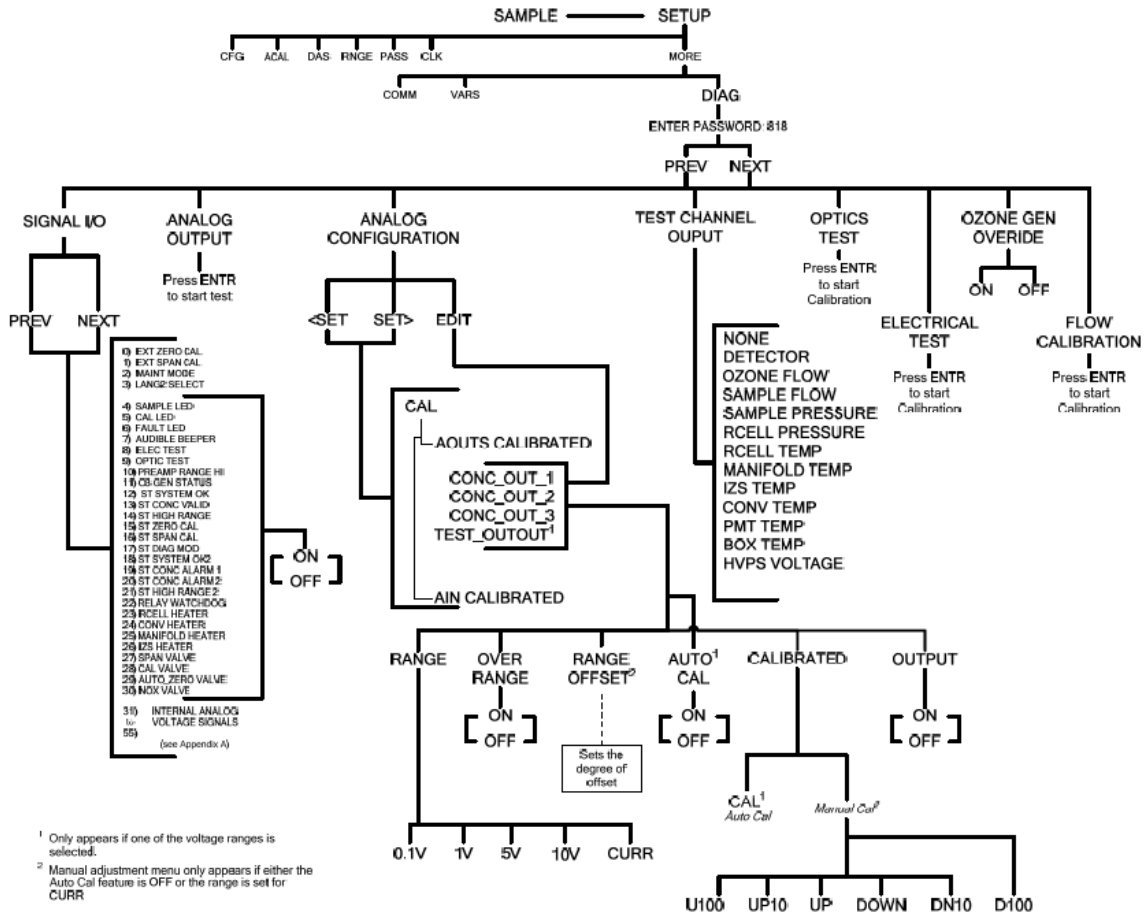 SAMPLE SETUP
CFG ACAL DAS RNGE PASS CLK MORE
COMM VARS DIAG
ENTER PASSWORD: 818
PREV NEXT
SIGNAL I/O
PREV NEXT
0) EXT ZERO CAL
1) EXT SPAN CAL
2) MAINT MODE
3) LANG2 SELECT
4) SAMPLE LED
5) CAL LED
6) FAULT LED
7) AUDIBLE BEEPER
8) ELEC TEST
9) OPTIC TEST
10) PREAMP RANGE HI
11) O3 GEN STATUS
12) ST SYSTEM OK
13) ST CONC VALID
14) ST HIGH RANGE
15) ST ZERO CAL
16) ST SPAN CAL
17) ST DIAG MOD
18) ST SYSTEM OK2
19) ST CONC ALARM 1
20) ST CONC ALARM 2
21) ST HIGH RANGE 2
22) RELAY WATCHDOG
23) RCELL HEATER
24) CONV HEATER
25) MANIFOLD HEATER
26) IZS HEATER
27) SPAN VALVE
28) CAL VALVE
29) AUTO_ZERO VALVE
30) NOX VALVE
31) INTERNAL ANALOG
to VOLTAGE SIGNALS
55)
(see Appendix A)
ON
OFF
ANALOG
OUTPUT
Press ENTR
to start test
ANALOG
CONFIGURATION
<SET SET> EDIT
CAL
AOUTS CALIBRATED
CONC_OUT_1
CONC_OUT_2
CONC_OUT_3
TEST_OUTOUT¹
AIN CALIBRATED
TEST CHANNEL
OUPUT
NONE
DETECTOR
OZONE FLOW
SAMPLE FLOW
SAMPLE PRESSURE
RCELL PRESSURE
RCELL TEMP
MANIFOLD TEMP
IZS TEMP
CONV TEMP
PMT TEMP
BOX TEMP
HVPS VOLTAGE
OPTICS
TEST
Press ENTR
to start
Calibration
ELECTRICAL
TEST
Press ENTR
to start
Calibration
OZONE GEN
OVERIDE
ON OFF
FLOW
CALIBRATION
Press ENTR
to start
Calibration
RANGE
0.1V 1V 5V 10V CURR
OVER
RANGE
ON
OFF
RANGE
OFFSET²
Sets the
degree of
offset
AUTO¹
CAL
ON
OFF
CALIBRATED
CAL¹
Auto Cal
Manual Cal²
U100 UP10 UP DOWN DN10 D100
OUTPUT
ON
OFF
¹ Only appears if one of the voltage ranges is
selected.
² Manual adjustment menu only appears if either the
Auto Cal feature is OFF or the range is set for
CURR